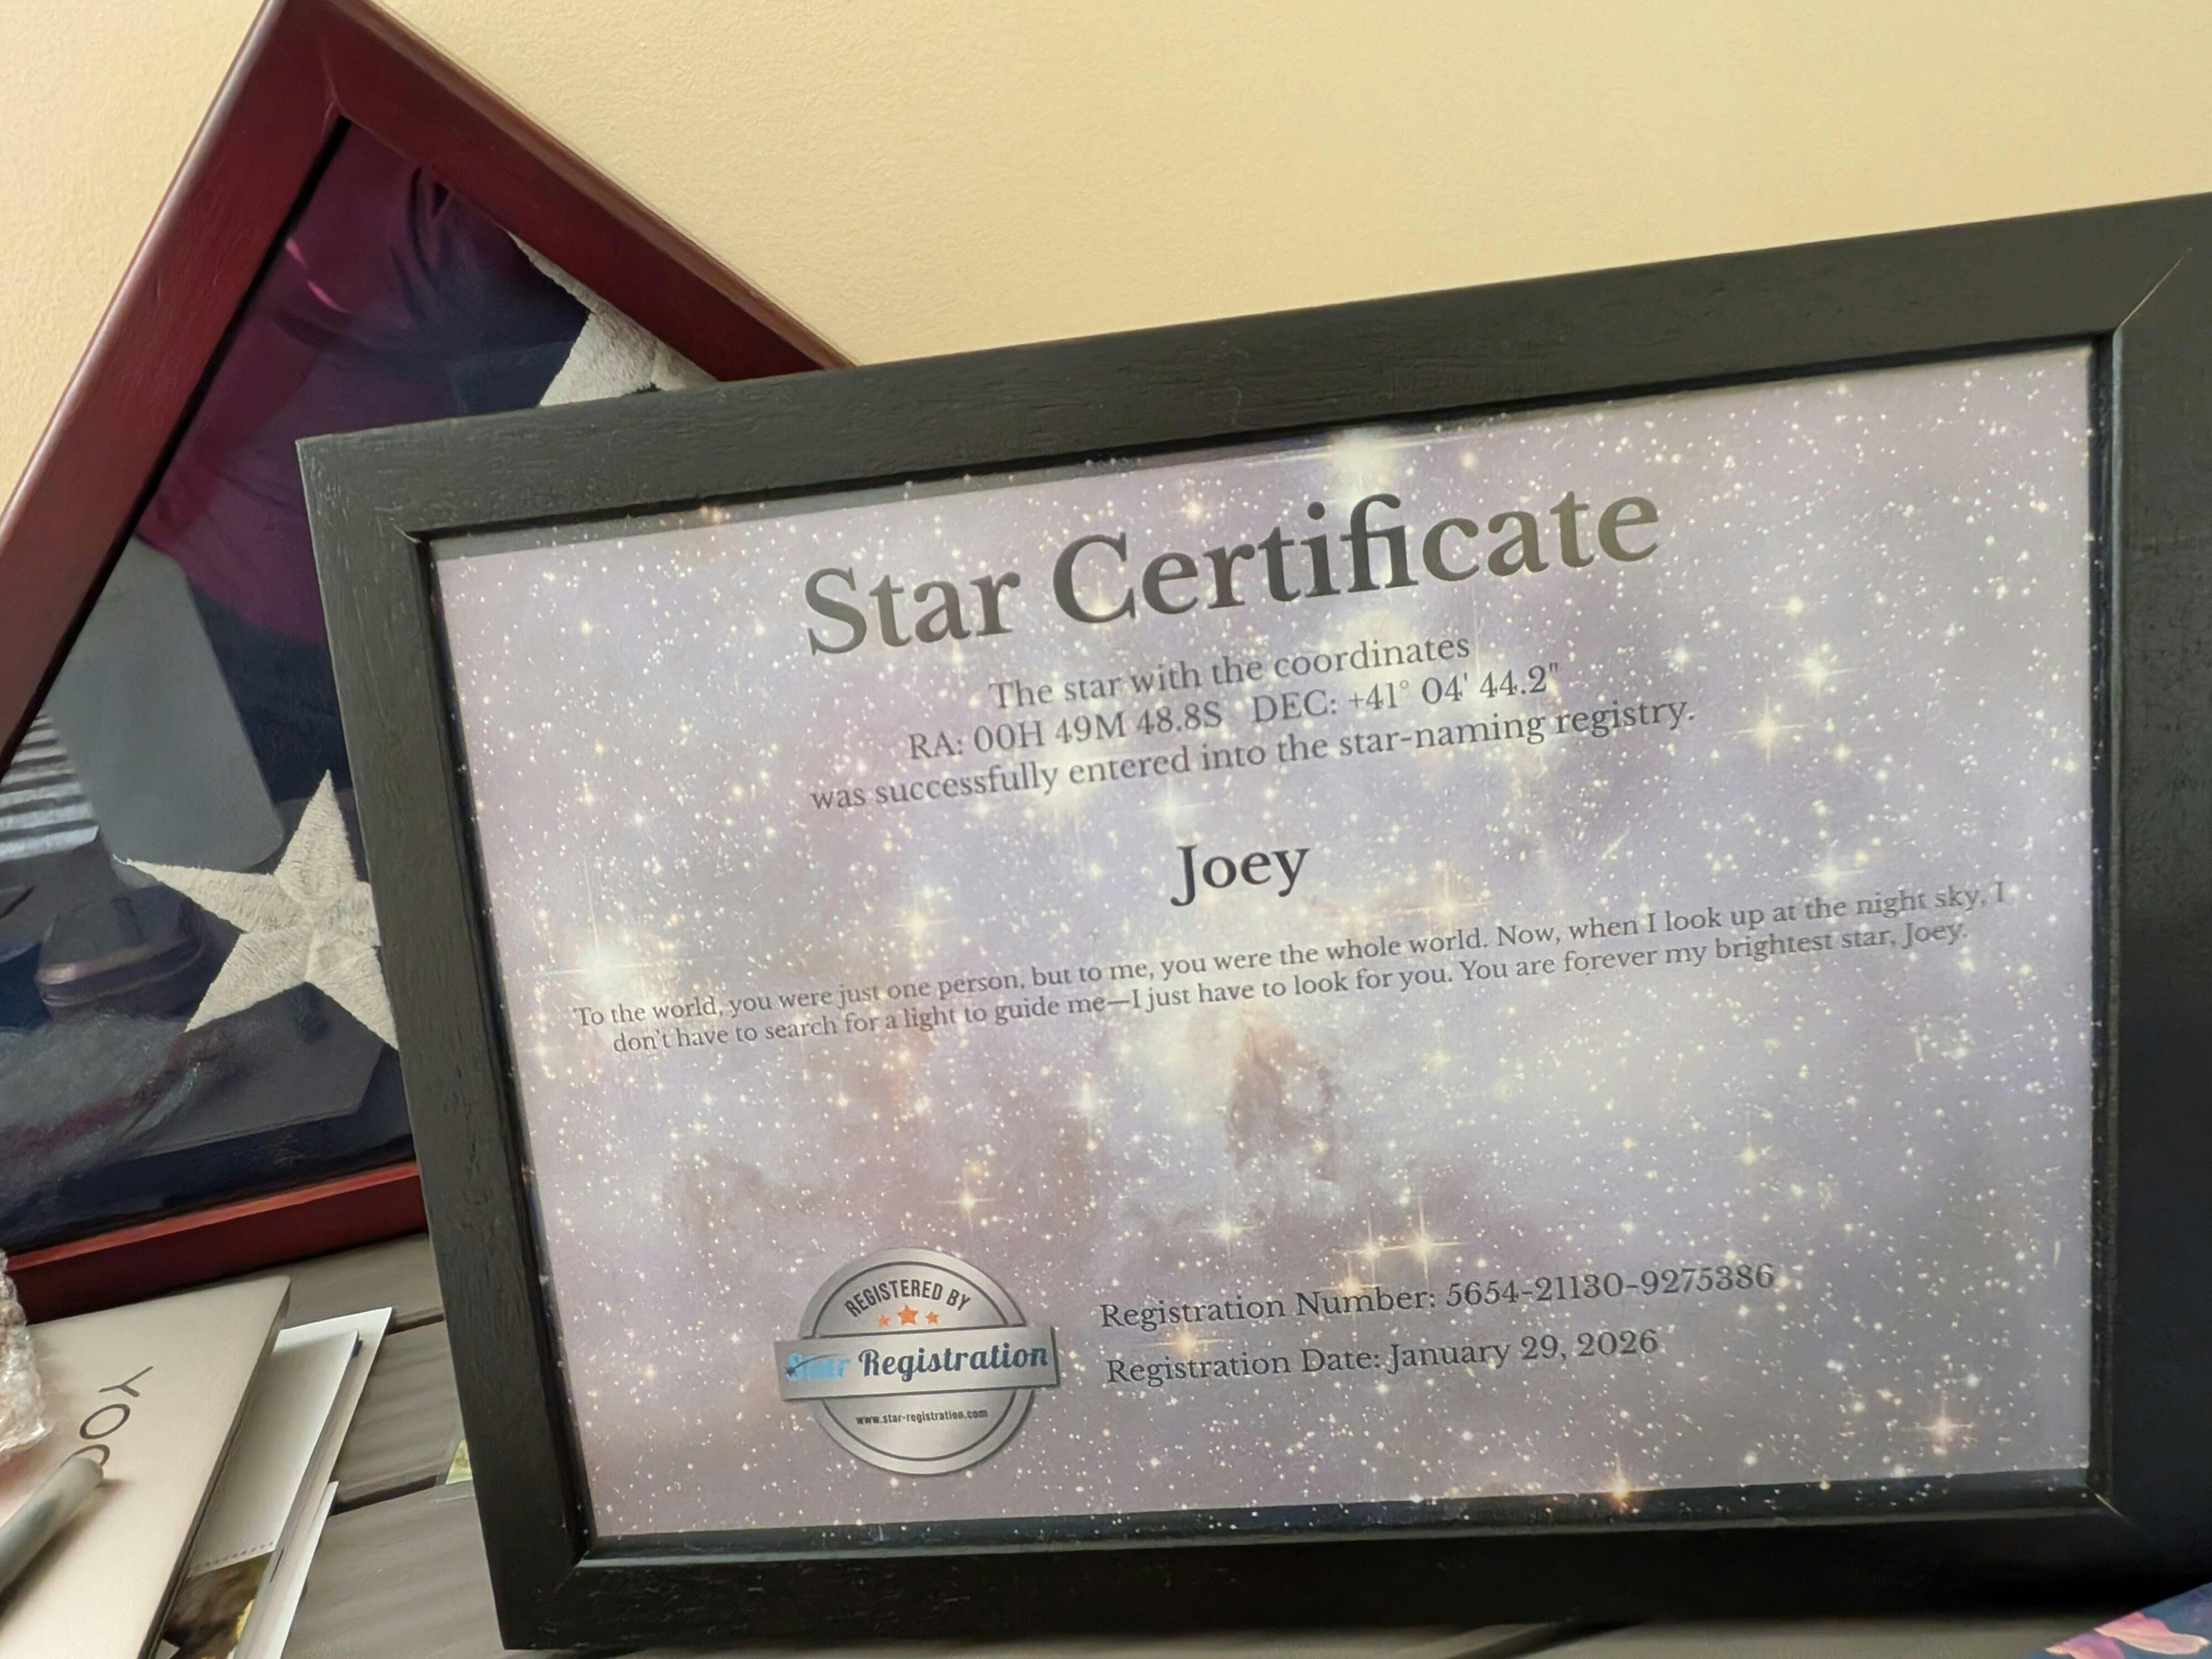 Star Certificate
The star with the coordinates
RA: 00H 49M 48.8S DEC: +41° 04' 44.2"
was successfully entered into the star-naming registry.
Joey
To the world, you were just one person, but to me, you were the whole world. Now, when I look up at the night sky, I
don't have to search for a light to guide me—I just have to look for you. You are forever my brightest star, Joey.
REGISTERED BY
Star Registration
www.star-registration.com
Registration Number: 5654-21130-9275386
Registration Date: January 29, 2026